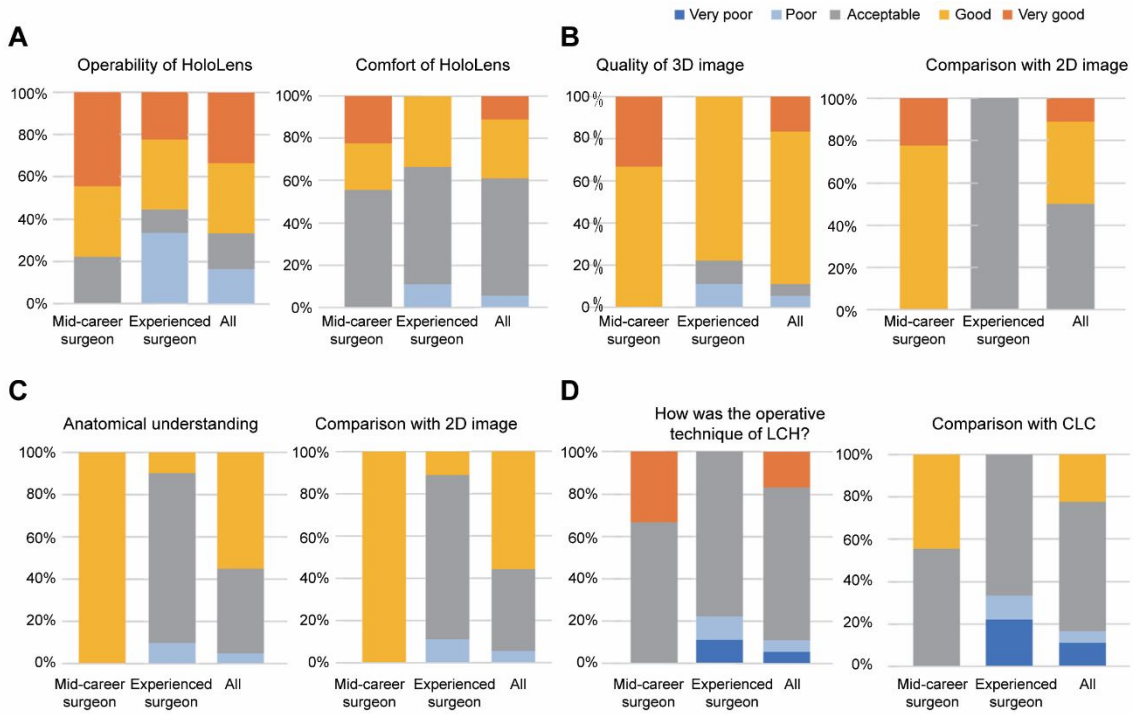 Very poor Poor Acceptable Good Very good
A
Operability of HoloLens
100%
80%
60%
40%
20%
0%
Mid-career surgeon
Experienced surgeon
All
Comfort of HoloLens
100%
80%
60%
40%
20%
0%
Mid-career surgeon
Experienced surgeon
All
B
Quality of 3D image
100%
80%
60%
40%
20%
0%
Mid-career surgeon
Experienced surgeon
All
Comparison with 2D image
100%
80%
60%
40%
20%
0%
Mid-career surgeon
Experienced surgeon
All
C
Anatomical understanding
100%
80%
60%
40%
20%
0%
Mid-career surgeon
Experienced surgeon
All
Comparison with 2D image
100%
80%
60%
40%
20%
0%
Mid-career surgeon
Experienced surgeon
All
D
How was the operative
technique of LCH?
100%
80%
60%
40%
20%
0%
Mid-career surgeon
Experienced surgeon
All
Comparison with CLC
100%
80%
60%
40%
20%
0%
Mid-career surgeon
Experienced surgeon
All